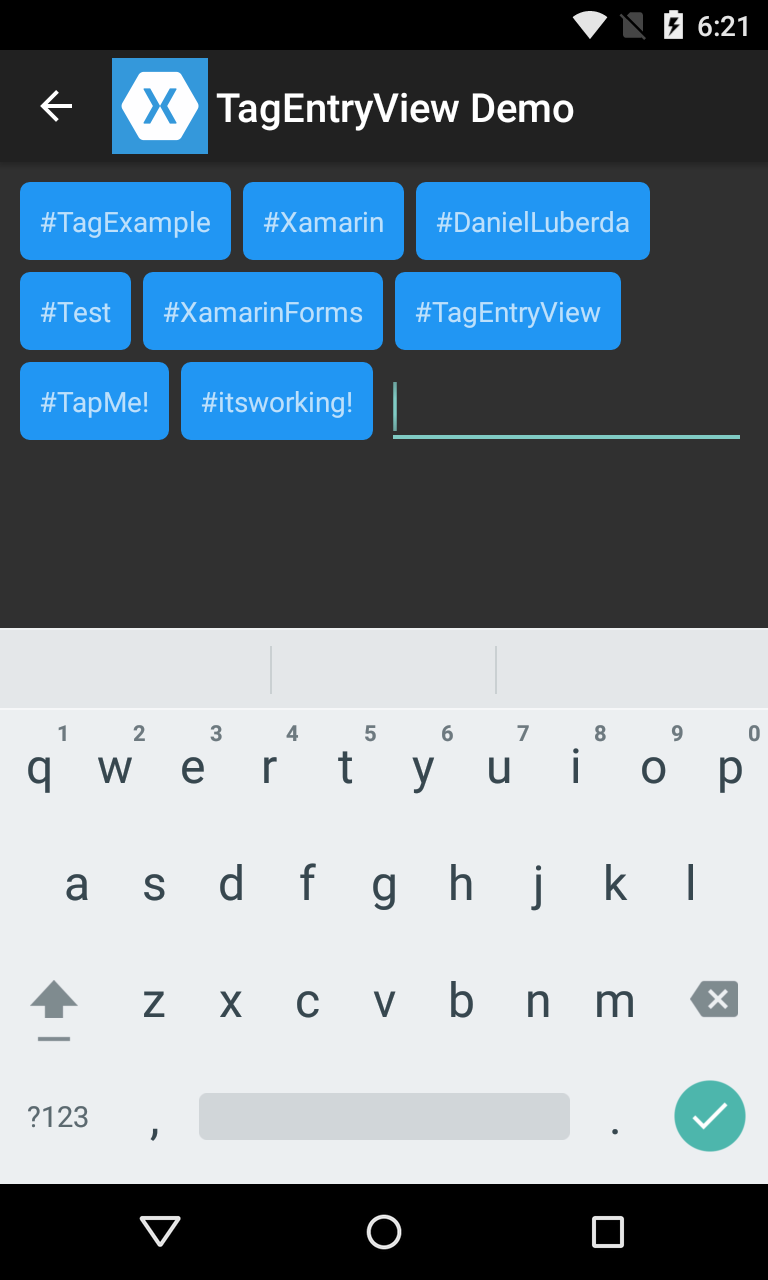 6:21
TagEntryView Demo
#TagExample #Xamarin #DanielLuberda
#Test #XamarinForms #TagEntryView
#TapMe! #itsworking!
1 2 3 4 5 6 7 8 9 0
q w e r t y u i o p
a s d f g h j k l
z x c v b n m
?123 , .